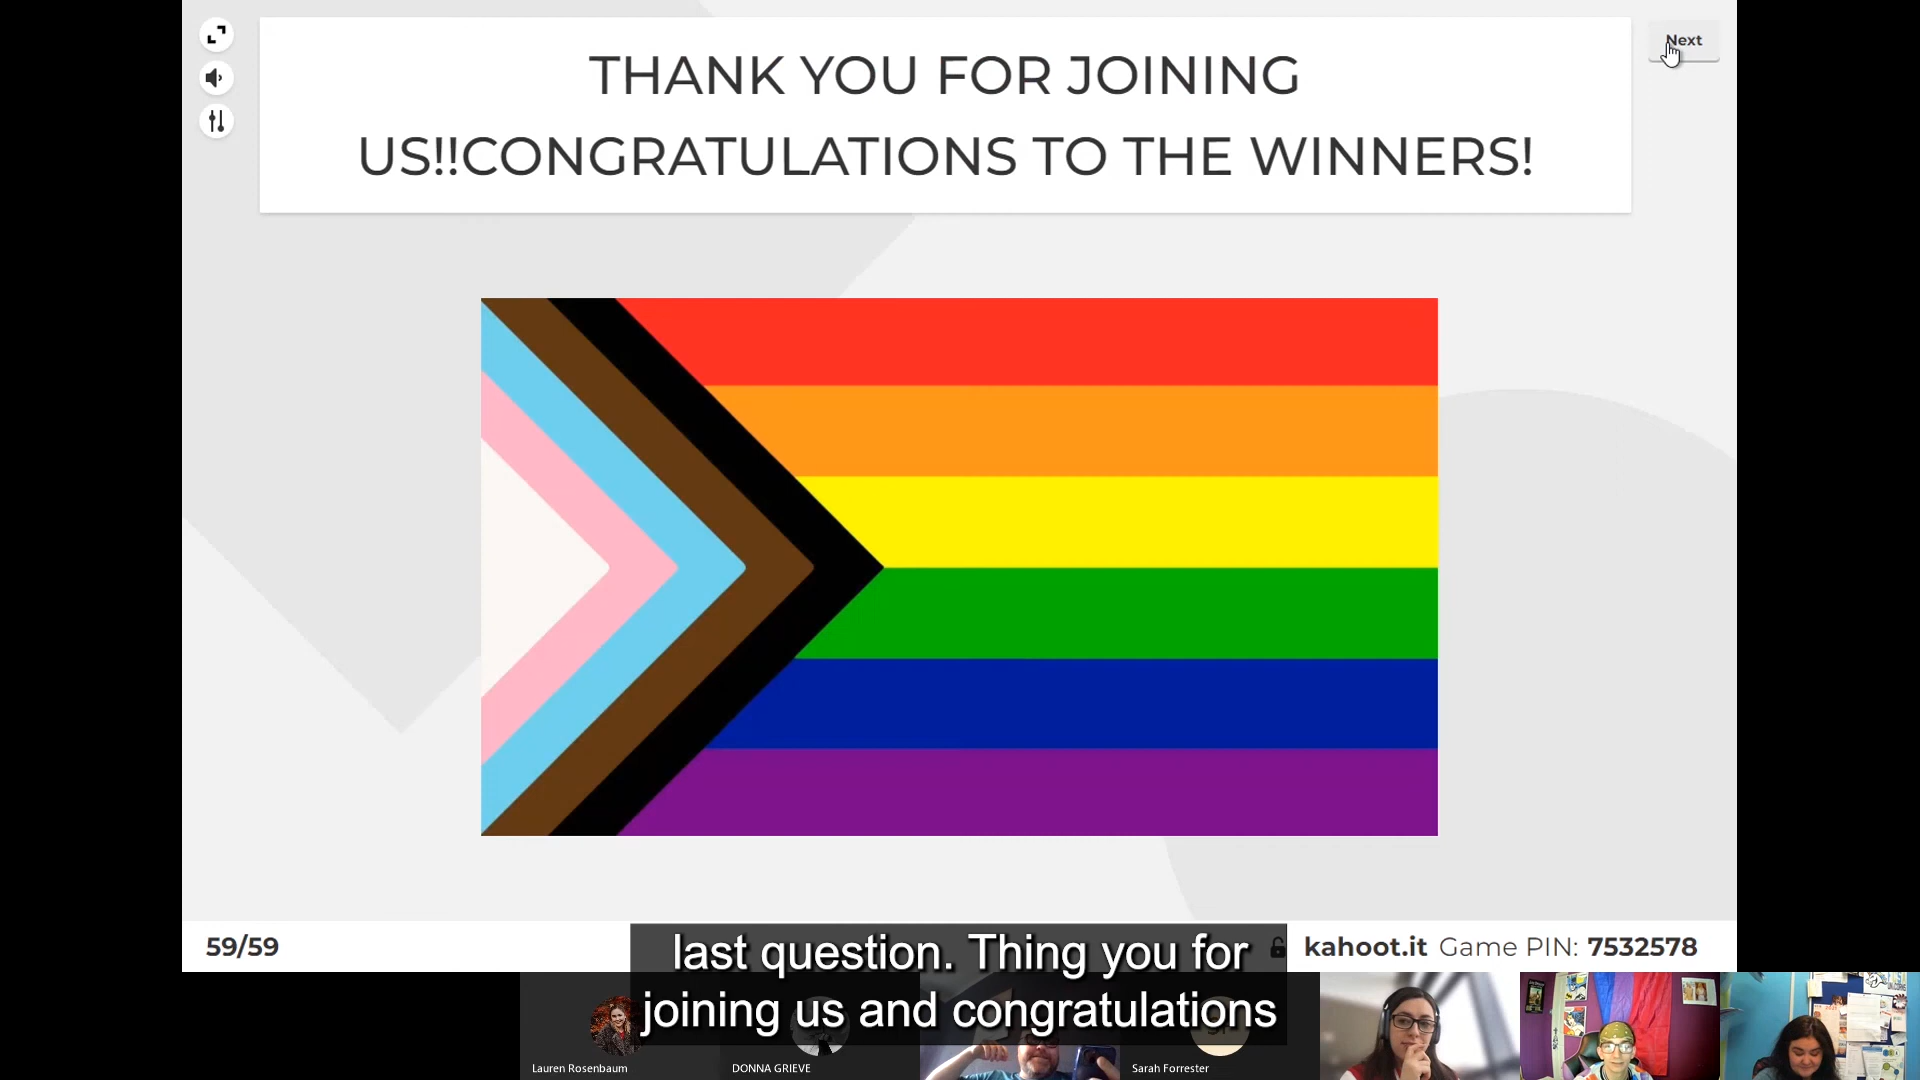 THANK YOU FOR JOINING
US!!CONGRATULATIONS TO THE WINNERS!
Next
59/59
kahoot.it Game PIN: 7532578
last question. Thing you for
joining us and congratulations
Lauren Rosenbaum
DONNA GRIEVE
Sarah Forrester